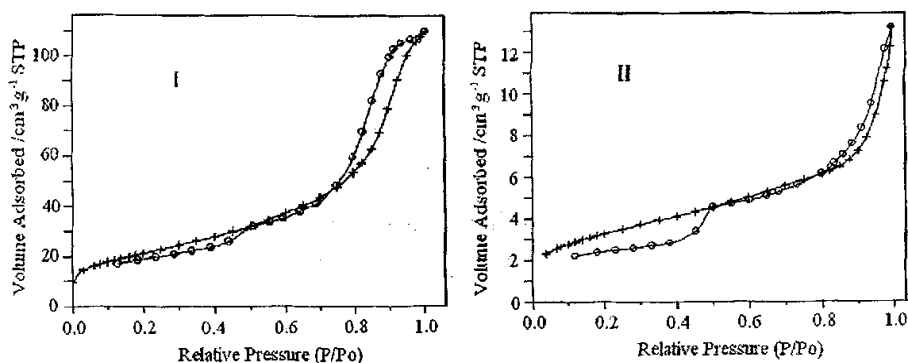 I
100
80
60
40
20
0
0.0 0.2 0.4 0.6 0.8 1.0
Volume Adsorbed /cm³ g⁻¹ STP
Relative Pressure (P/Po)
II
12
10
8
6
4
2
0
0.0 0.2 0.4 0.6 0.8 1.0
Volume Adsorbed /cm³ g⁻¹ STP
Relative Pressure (P/Po)